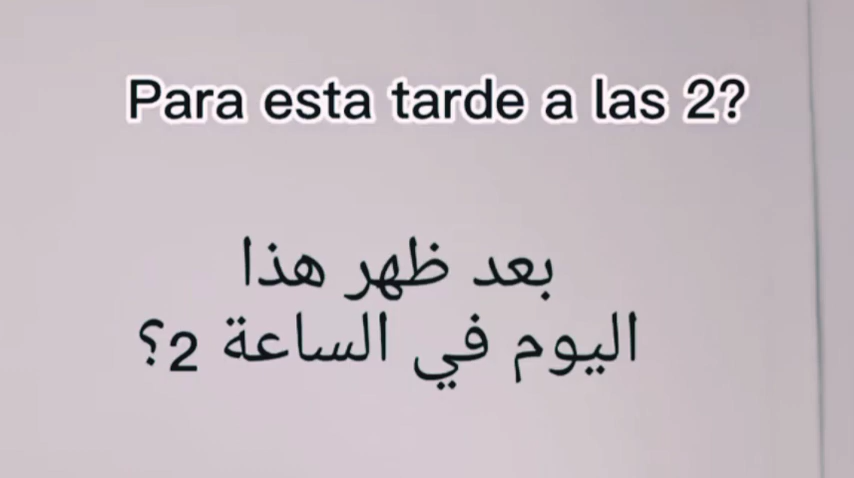 Para esta tarde a las 2?
بعد ظهر هذا
اليوم في الساعة 2؟